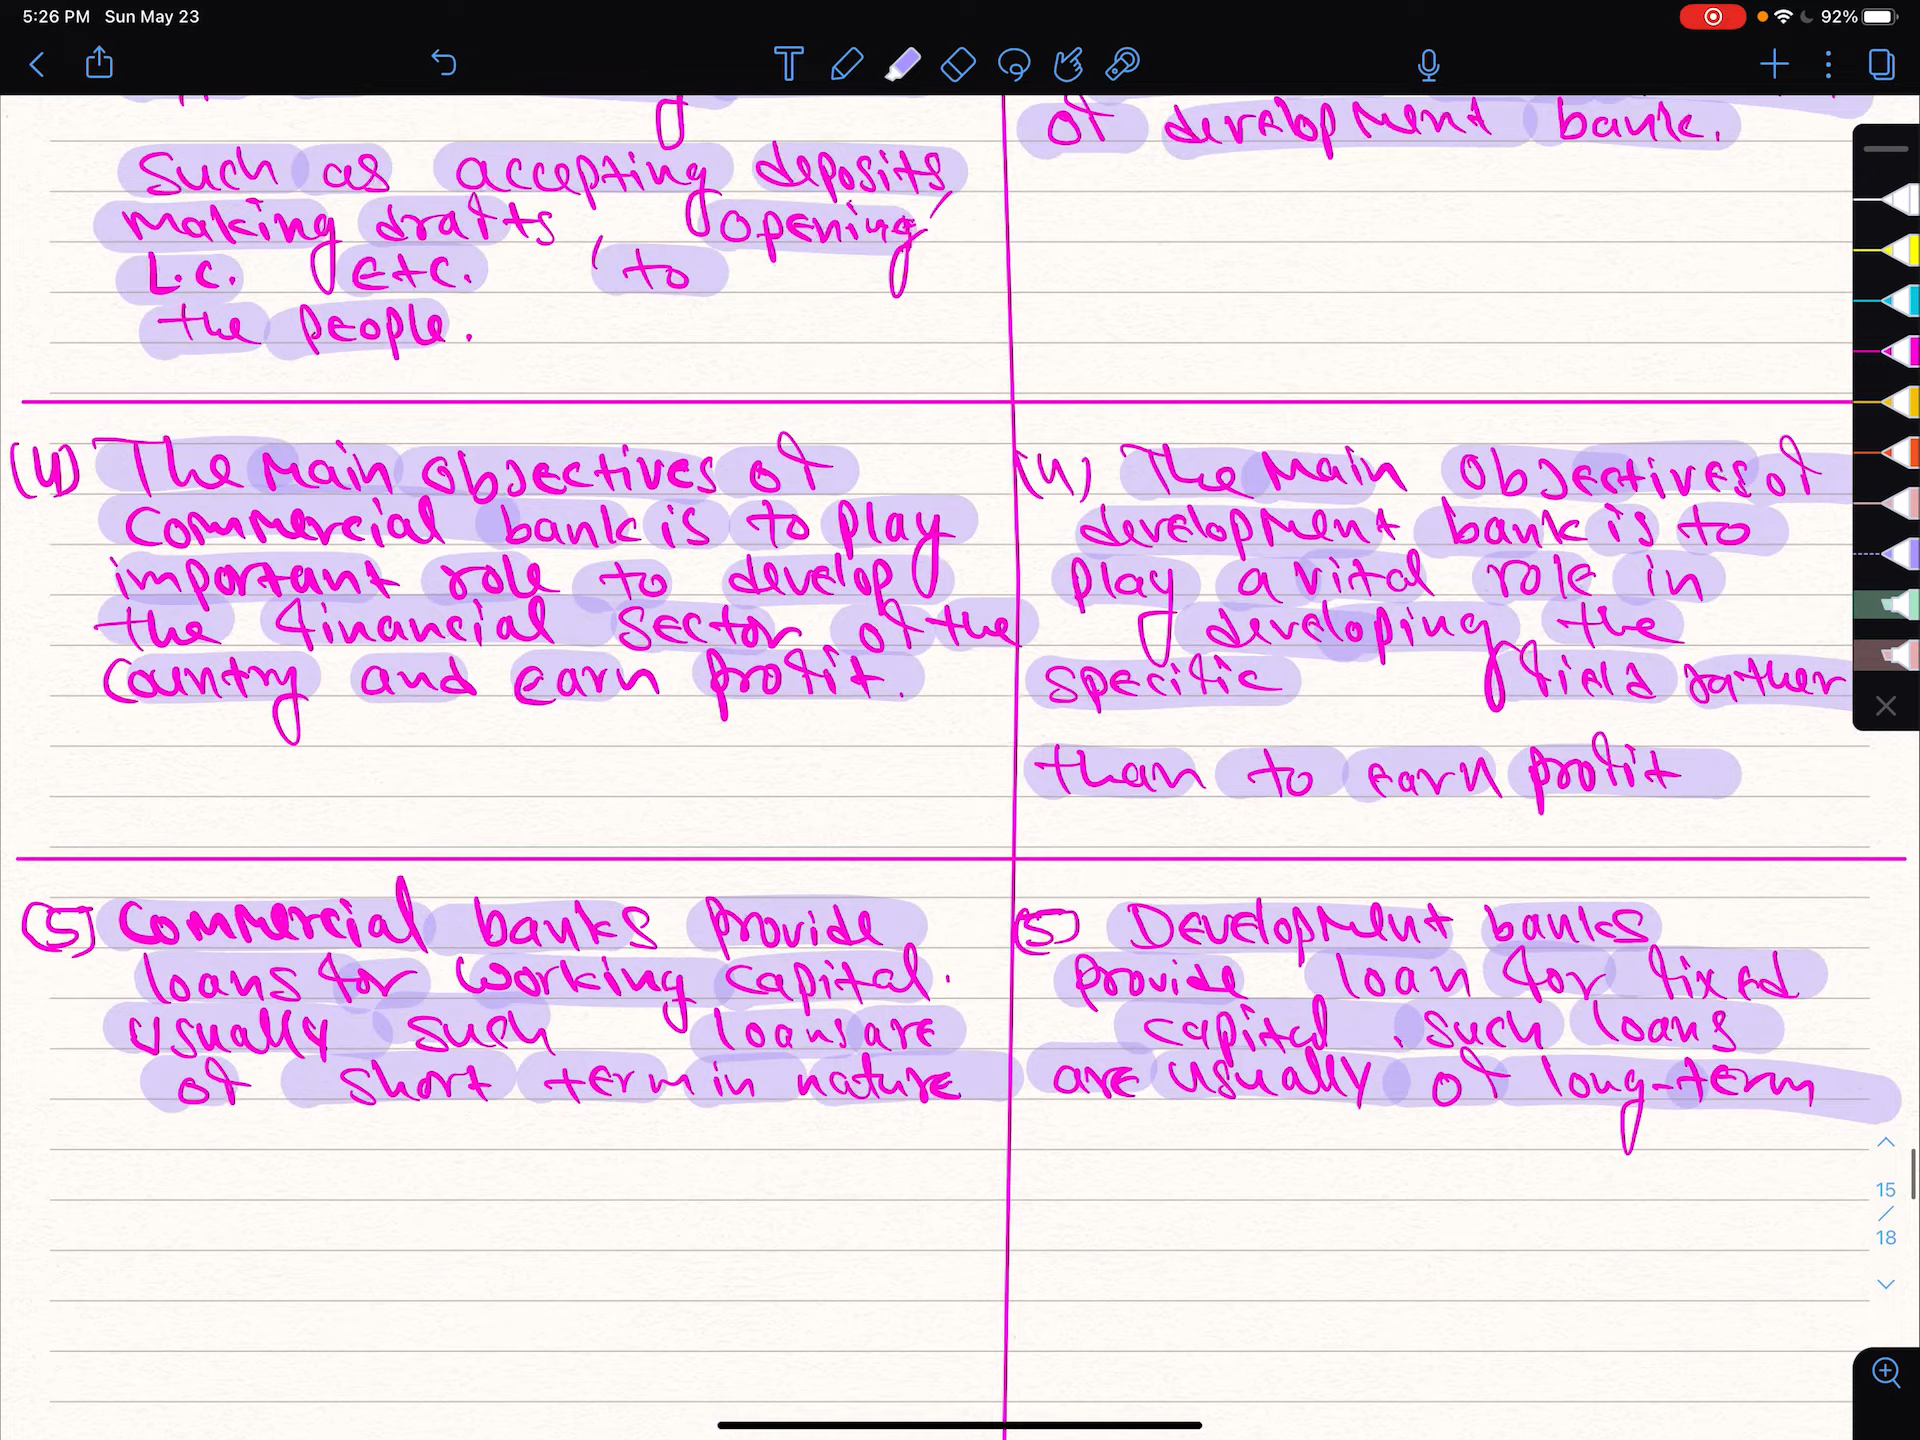 5:26 PM Sun May 23
92%
of development bank.
Such as accepting deposits,
making drafts, opening
L.C. etc. to
the people.
(4) The main objectives of
Commercial bank is to play
important role to develop
the financial sector of the
Country and earn profit.
(4) The main objectives of
development bank is to
play a vital role in
developing the
specific field rather
than to earn profit
(5) Commercial banks provide
loans for working capital.
Usually such loans are
of short term in nature
(5) Development banks
provide loan for fixed
capital. such loans
are usually of long-term
15
/
18